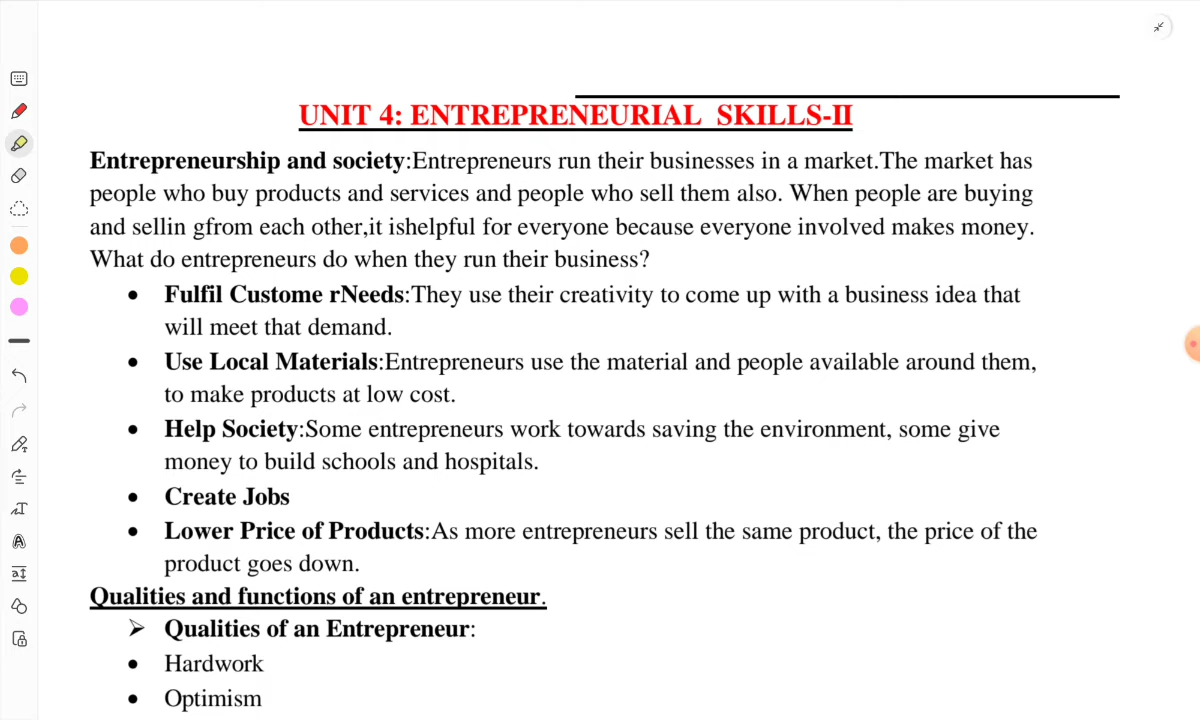 UNIT 4: ENTREPRENEURIAL SKILLS-II
Entrepreneurship and society:Entrepreneurs run their businesses in a market.The market has
people who buy products and services and people who sell them also. When people are buying
and sellin gfrom each other,it ishelpful for everyone because everyone involved makes money.
What do entrepreneurs do when they run their business?
• Fulfil Custome rNeeds:They use their creativity to come up with a business idea that
will meet that demand.
• Use Local Materials:Entrepreneurs use the material and people available around them,
to make products at low cost.
• Help Society:Some entrepreneurs work towards saving the environment, some give
money to build schools and hospitals.
• Create Jobs
• Lower Price of Products:As more entrepreneurs sell the same product, the price of the
product goes down.
Qualities and functions of an entrepreneur.
➢ Qualities of an Entrepreneur:
• Hardwork
• Optimism